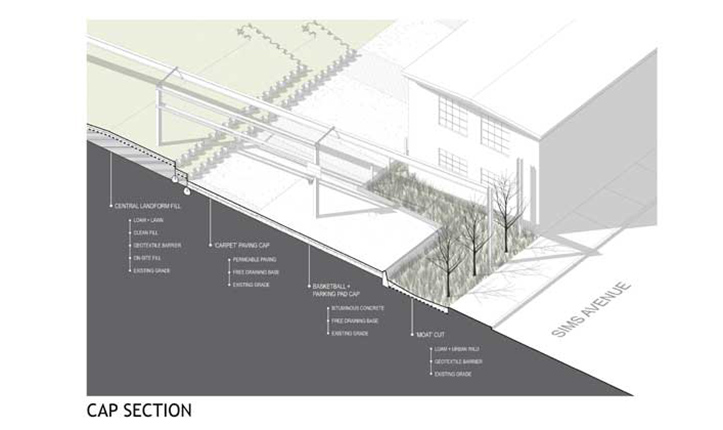 CENTRAL LANDFORM FILL
LOAM + LAWN
CLEAN FILL
GEOTEXTILE BARRIER
ON-SITE FILL
EXISTING GRADE
'CARPET' PAVING CAP
PERMEABLE PAVING
FREE DRAINING BASE
EXISTING GRADE
BASKETBALL +
PARKING PAD CAP
BITUMINOUS CONCRETE
FREE DRAINING BASE
EXISTING GRADE
'MOAT' CUT
LOAM + URBAN WILD
GEOTEXTILE BARRIER
EXISTING GRADE
SIMS AVENUE
CAP SECTION